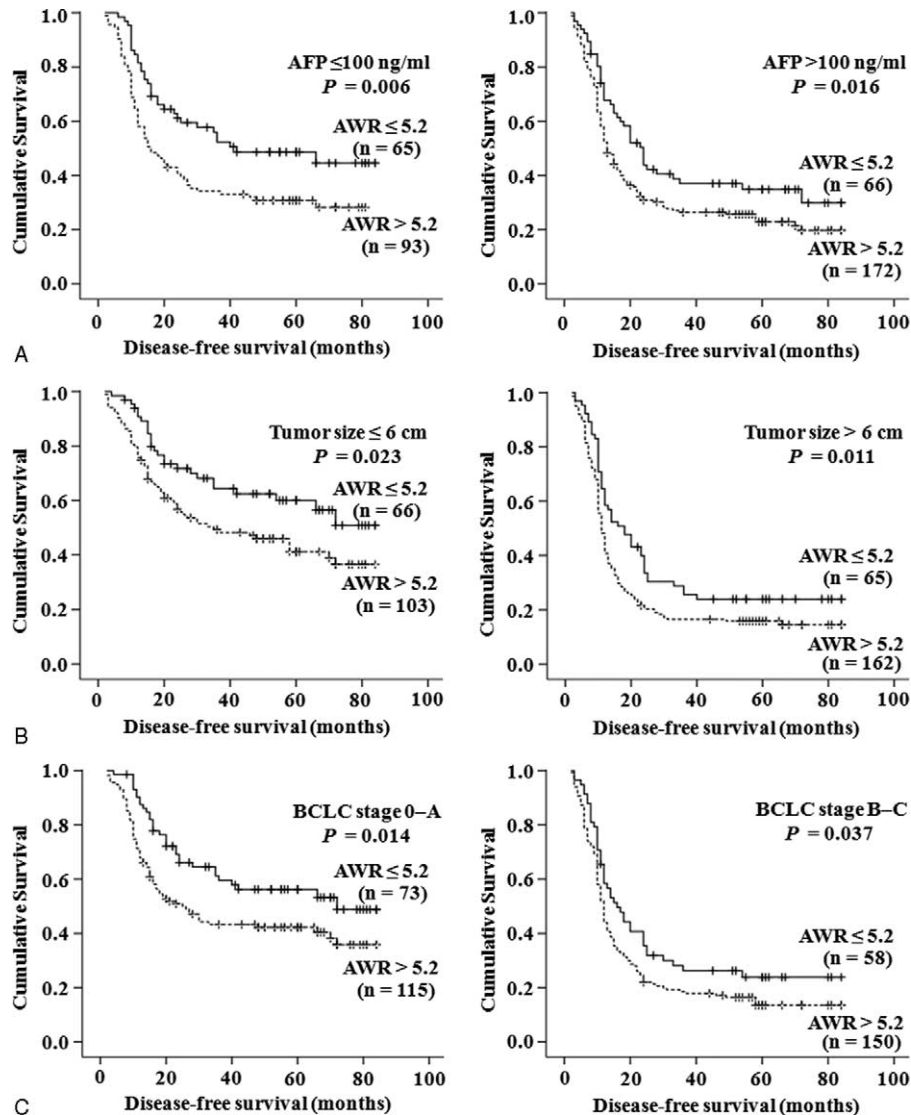 Cumulative Survival
1.0
0.8
0.6
0.4
0.2
0.0
AFP ≤100 ng/ml
P = 0.006
AWR ≤ 5.2
(n = 65)
AWR > 5.2
(n = 93)
0 20 40 60 80 100
Disease-free survival (months)
A
Cumulative Survival
1.0
0.8
0.6
0.4
0.2
0.0
AFP >100 ng/ml
P = 0.016
AWR ≤ 5.2
(n = 66)
AWR > 5.2
(n = 172)
0 20 40 60 80 100
Disease-free survival (months)
Cumulative Survival
1.0
0.8
0.6
0.4
0.2
0.0
Tumor size ≤ 6 cm
P = 0.023
AWR ≤ 5.2
(n = 66)
AWR > 5.2
(n = 103)
0 20 40 60 80 100
Disease-free survival (months)
B
Cumulative Survival
1.0
0.8
0.6
0.4
0.2
0.0
Tumor size > 6 cm
P = 0.011
AWR ≤ 5.2
(n = 65)
AWR > 5.2
(n = 162)
0 20 40 60 80 100
Disease-free survival (months)
Cumulative Survival
1.0
0.8
0.6
0.4
0.2
0.0
BCLC stage 0–A
P = 0.014
AWR ≤ 5.2
(n = 73)
AWR > 5.2
(n = 115)
0 20 40 60 80 100
Disease-free survival (months)
C
Cumulative Survival
1.0
0.8
0.6
0.4
0.2
0.0
BCLC stage B–C
P = 0.037
AWR ≤ 5.2
(n = 58)
AWR > 5.2
(n = 150)
0 20 40 60 80 100
Disease-free survival (months)